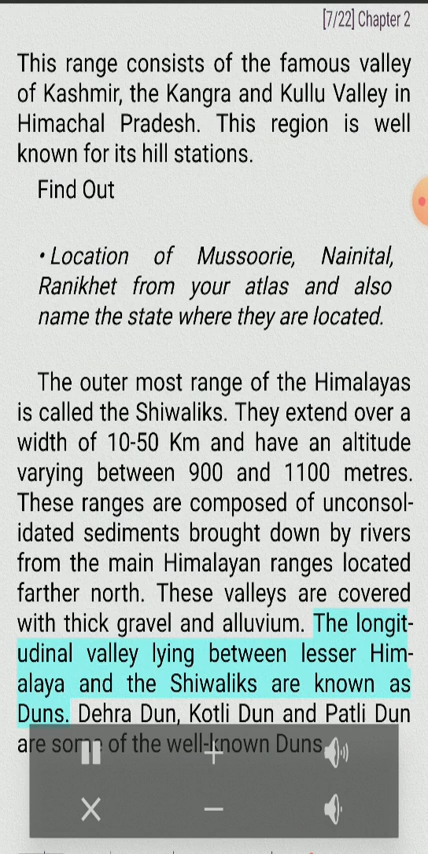 [7/22] Chapter 2
This range consists of the famous valley
of Kashmir, the Kangra and Kullu Valley in
Himachal Pradesh. This region is well
known for its hill stations.
Find Out
• Location of Mussoorie, Nainital,
Ranikhet from your atlas and also
name the state where they are located.
The outer most range of the Himalayas
is called the Shiwaliks. They extend over a
width of 10-50 Km and have an altitude
varying between 900 and 1100 metres.
These ranges are composed of unconsol-
idated sediments brought down by rivers
from the main Himalayan ranges located
farther north. These valleys are covered
with thick gravel and alluvium. The longit-
udinal valley lying between lesser Him-
alaya and the Shiwaliks are known as
Duns. Dehra Dun, Kotli Dun and Patli Dun
are some of the well-known Duns.